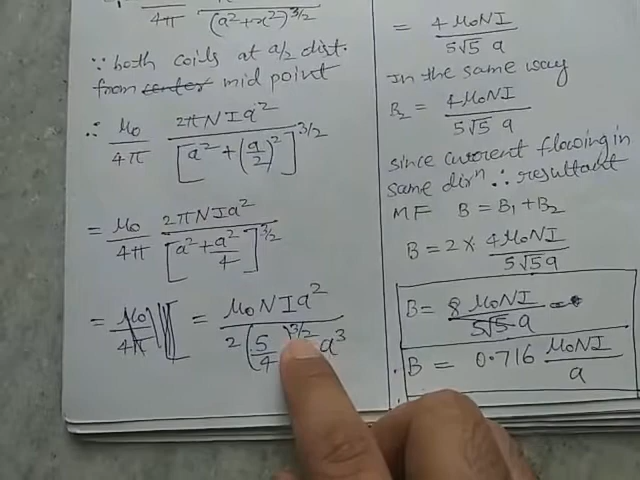 4π (a²+x²)^3/2
∵ both coils at a/2 dist.
from center mid point
∴ μ₀/4π 2πNIa²/[a²+(a/2)²]^3/2
= μ₀/4π 2πNIa²/[a²+a²/4]^3/2
= μ₀/4π = μ₀NIa²/2(5/4)^3/2 a³
= 4μ₀NI/5√5 a
In the same way
B₂ = 4μ₀NI/5√5 a
since current flowing in
same dirⁿ ∴ resultant
MF B = B₁+B₂
B = 2× 4μ₀NI/5√5 a
B = 8μ₀NI/5√5 a
B = 0.716 μ₀NI/a